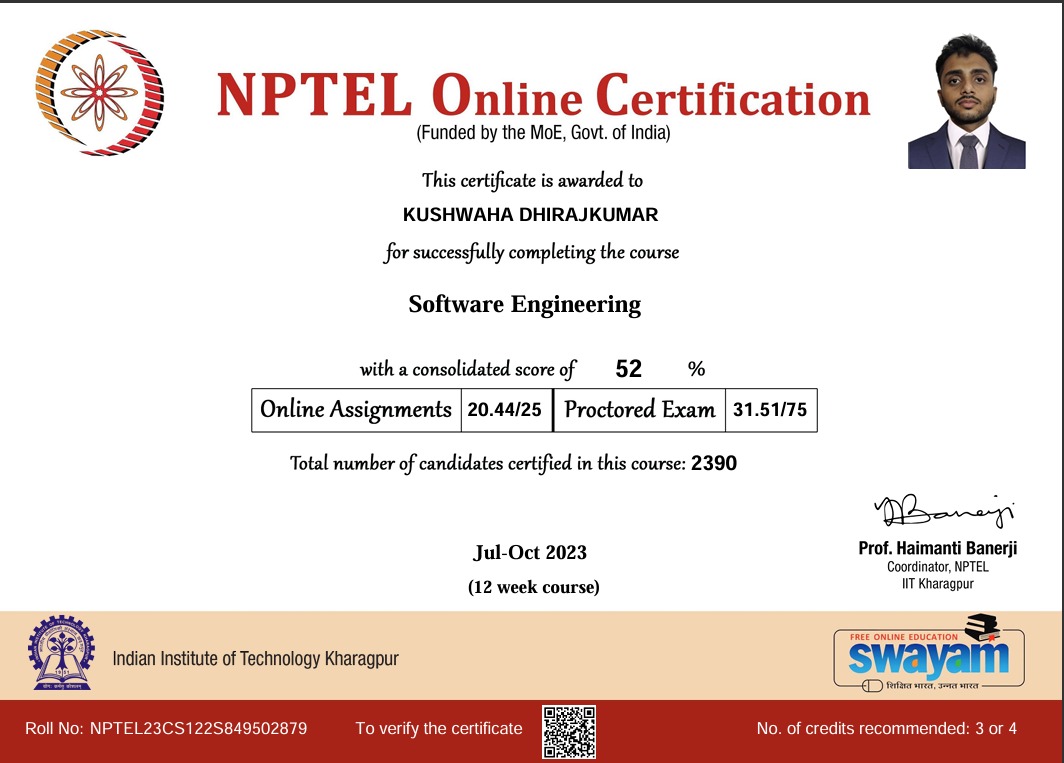 NPTEL Online Certification
(Funded by the MoE, Govt. of India)
This certificate is awarded to
KUSHWAHA DHIRAJKUMAR
for successfully completing the course
Software Engineering
with a consolidated score of 52 %
Online Assignments 20.44/25 Proctored Exam 31.51/75
Total number of candidates certified in this course: 2390
Jul-Oct 2023
(12 week course)
Banerji
Prof. Haimanti Banerji
Coordinator, NPTEL
IIT Kharagpur
Indian Institute of Technology Kharagpur
FREE ONLINE EDUCATION
swayam
शिक्षित भारत, उन्नत भारत
Roll No: NPTEL23CS122S849502879 To verify the certificate No. of credits recommended: 3 or 4